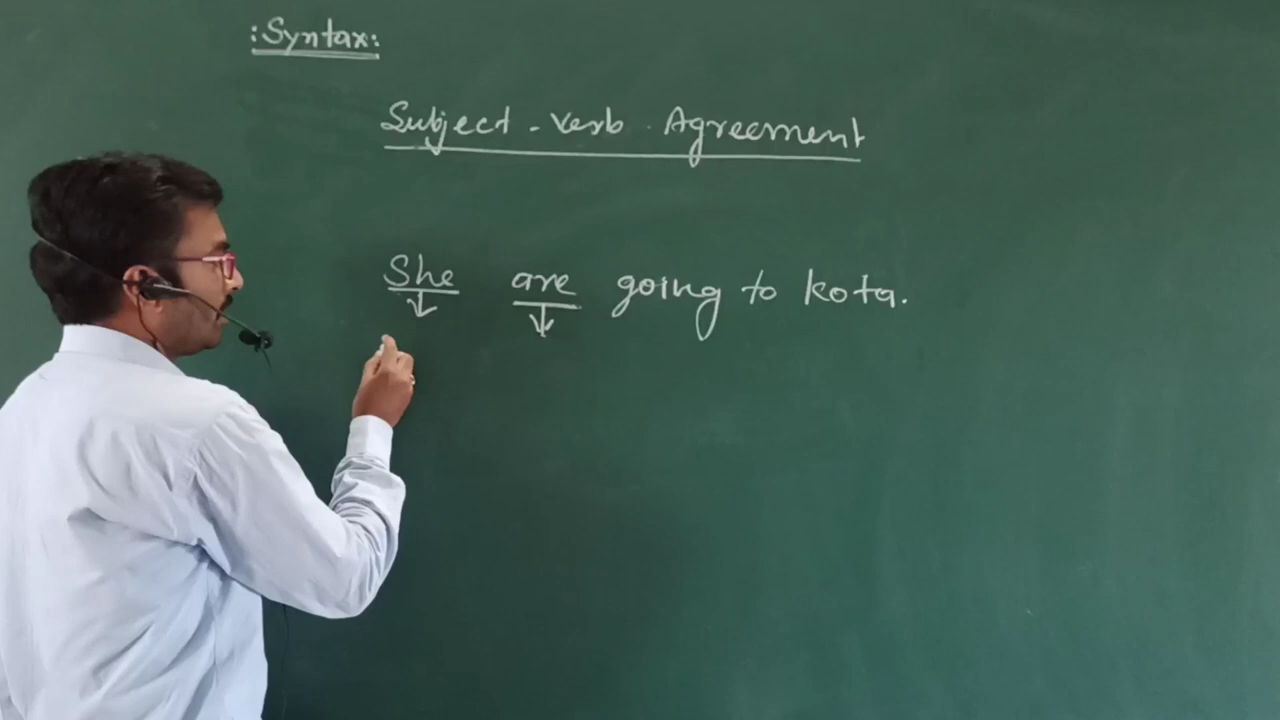 :Syntax:
Subject-Verb Agreement
She are going to kota.